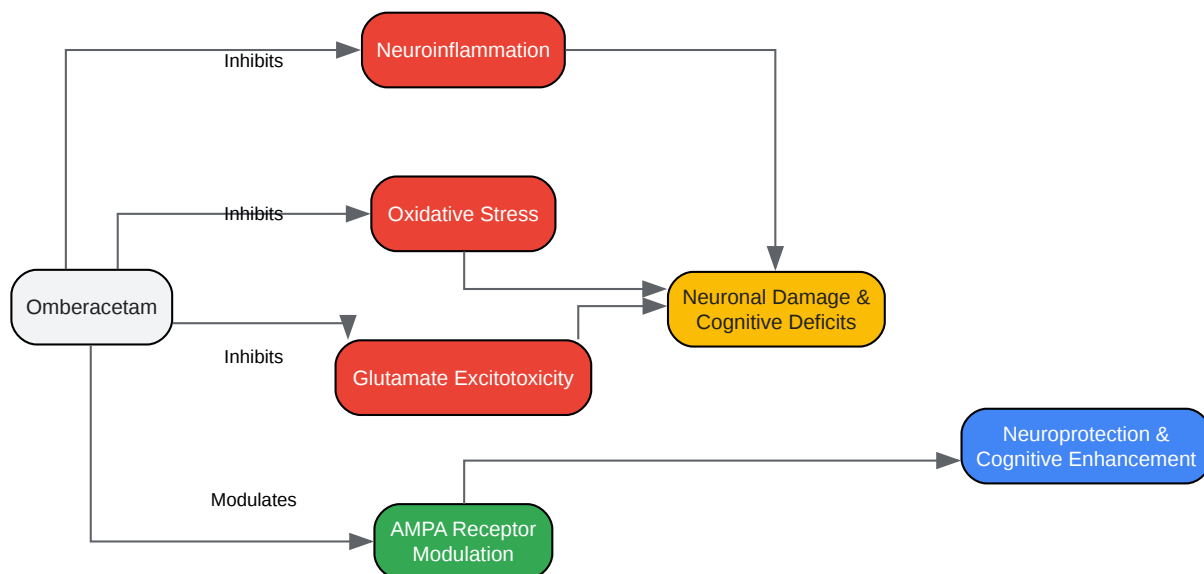 Neuroinflammation
Inhibits
Inhibits
Oxidative Stress
Omberacetam
Neuronal Damage &
Cognitive Deficits
Inhibits
Glutamate Excitotoxicity
Neuroprotection &
Cognitive Enhancement
Modulates
AMPA Receptor
Modulation